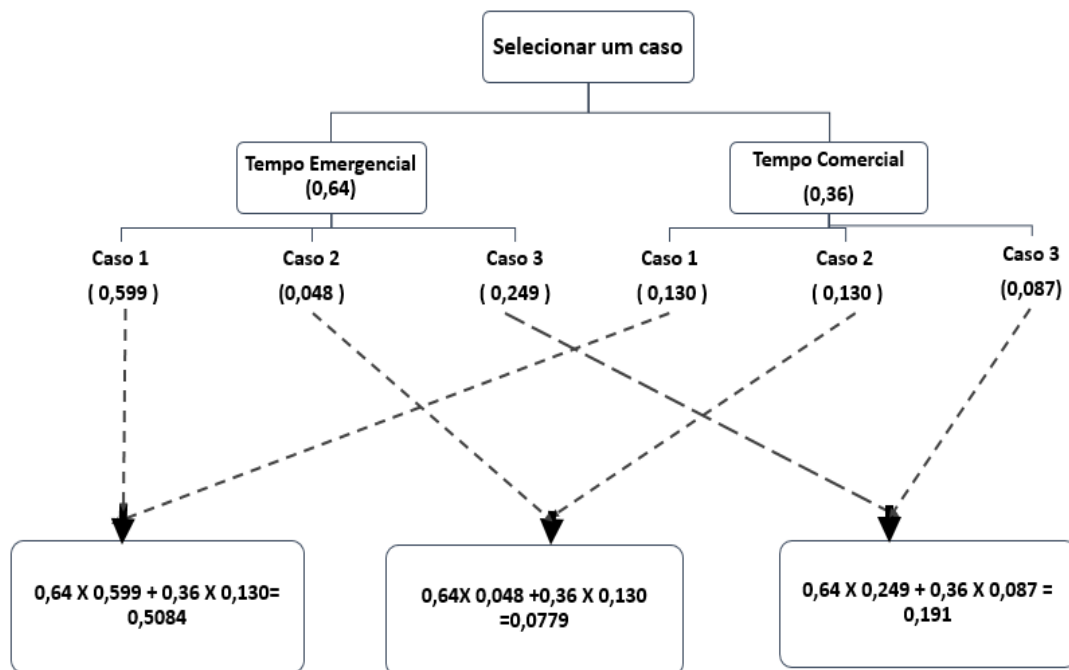 Selecionar um caso
Tempo Emergencial
(0,64)
Tempo Comercial
(0,36)
Caso 1
( 0,599 )
Caso 2
(0,048 )
Caso 3
( 0,249 )
Caso 1
( 0,130 )
Caso 2
( 0,130 )
Caso 3
(0,087)
0,64 X 0,599 + 0,36 X 0,130=
0,5084
0,64X 0,048 +0,36 X 0,130
=0,0779
0,64 X 0,249 + 0,36 X 0,087 =
0,191